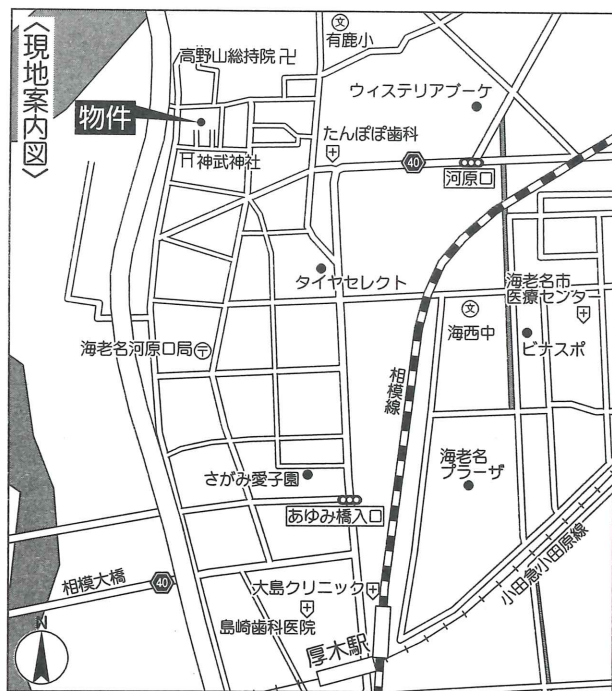 〈現地案内図〉
文
有鹿小
高野山総持院卍
ウィステリアブーケ
物件
たんぽぽ歯科
神武神社
40
河原口
タイヤセレクト
海老名市
医療センター
文
海西中
ビナスポ
海老名河原口局〒
相模線
さがみ愛子園
海老名
プラーザ
あゆみ橋入口
小田急小田原線
相模大橋
40
大島クリニック
島崎歯科医院
厚木駅
N